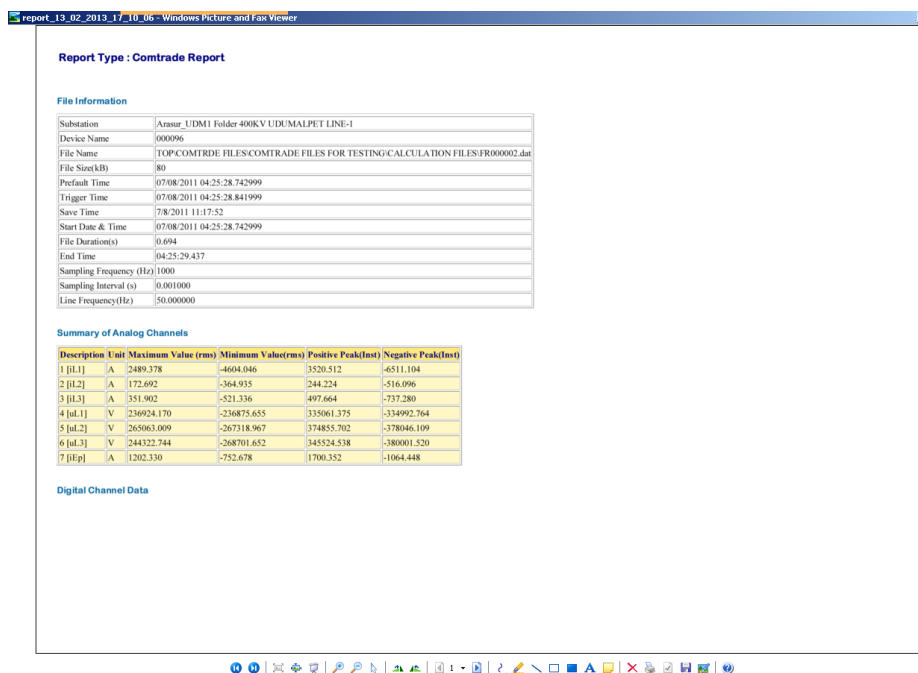 report_13_02_2013_17_10_06 - Windows Picture and Fax Viewer
Report Type : Comtrade Report
File Information
Substation Arasur_UDM1 Folder 400KV UDUMALPET LINE-1
Device Name 000096
File Name TOP\COMTRDE FILES\COMTRADE FILES FOR TESTING\CALCULATION FILES\FR000002.dat
File Size(kB) 80
Prefault Time 07/08/2011 04:25:28.742999
Trigger Time 07/08/2011 04:25:28.841999
Save Time 7/8/2011 11:17:52
Start Date & Time 07/08/2011 04:25:28.742999
File Duration(s) 0.694
End Time 04:25:29.437
Sampling Frequency (Hz) 1000
Sampling Interval (s) 0.001000
Line Frequency(Hz) 50.000000
Summary of Analog Channels
Description Unit Maximum Value (rms) Minimum Value(rms) Positive Peak(Inst) Negative Peak(Inst)
1 [iL1] A 2489.378 -4604.046 3520.512 -6511.104
2 [iL2] A 172.692 -364.935 244.224 -516.096
3 [iL3] A 351.902 -521.336 497.664 -737.280
4 [uL1] V 236924.170 -236875.655 335061.375 -334992.764
5 [uL2] V 265063.009 -267318.967 374855.702 -378046.109
6 [uL3] V 244322.744 -268701.652 345524.538 -380001.520
7 [iEp] A 1202.330 -752.678 1700.352 -1064.448
Digital Channel Data
1
A